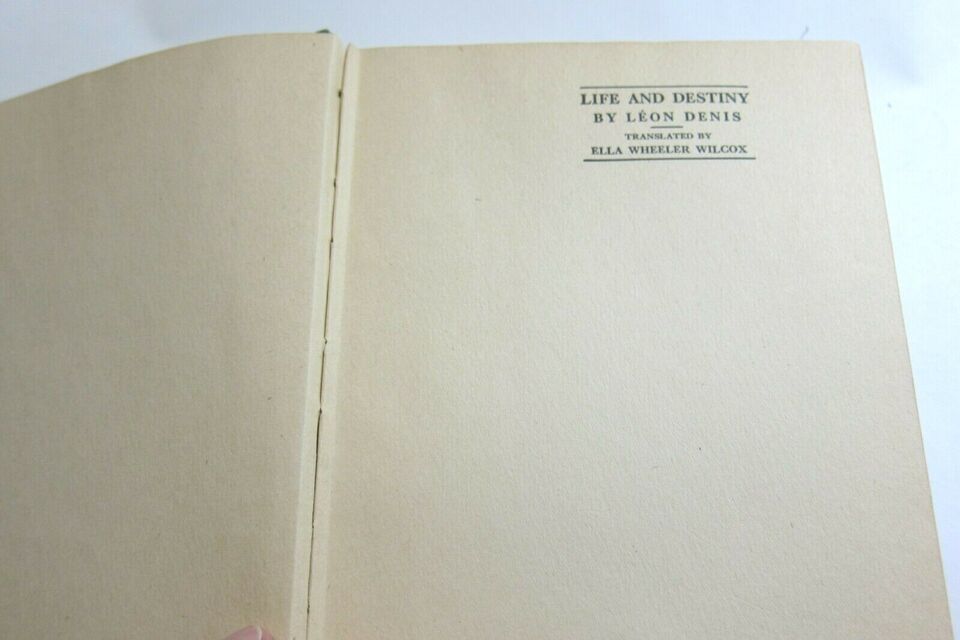 LIFE AND DESTINY
BY LÉON DENIS
TRANSLATED BY
ELLA WHEELER WILCOX